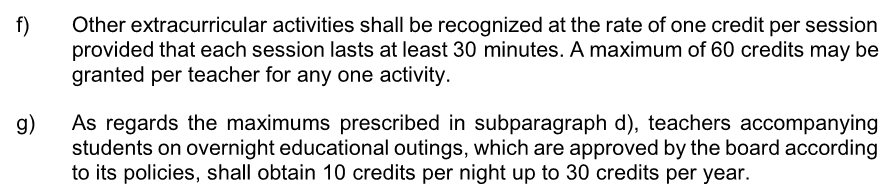 f) Other extracurricular activities shall be recognized at the rate of one credit per session
provided that each session lasts at least 30 minutes. A maximum of 60 credits may be
granted per teacher for any one activity.
g) As regards the maximums prescribed in subparagraph d), teachers accompanying
students on overnight educational outings, which are approved by the board according
to its policies, shall obtain 10 credits per night up to 30 credits per year.